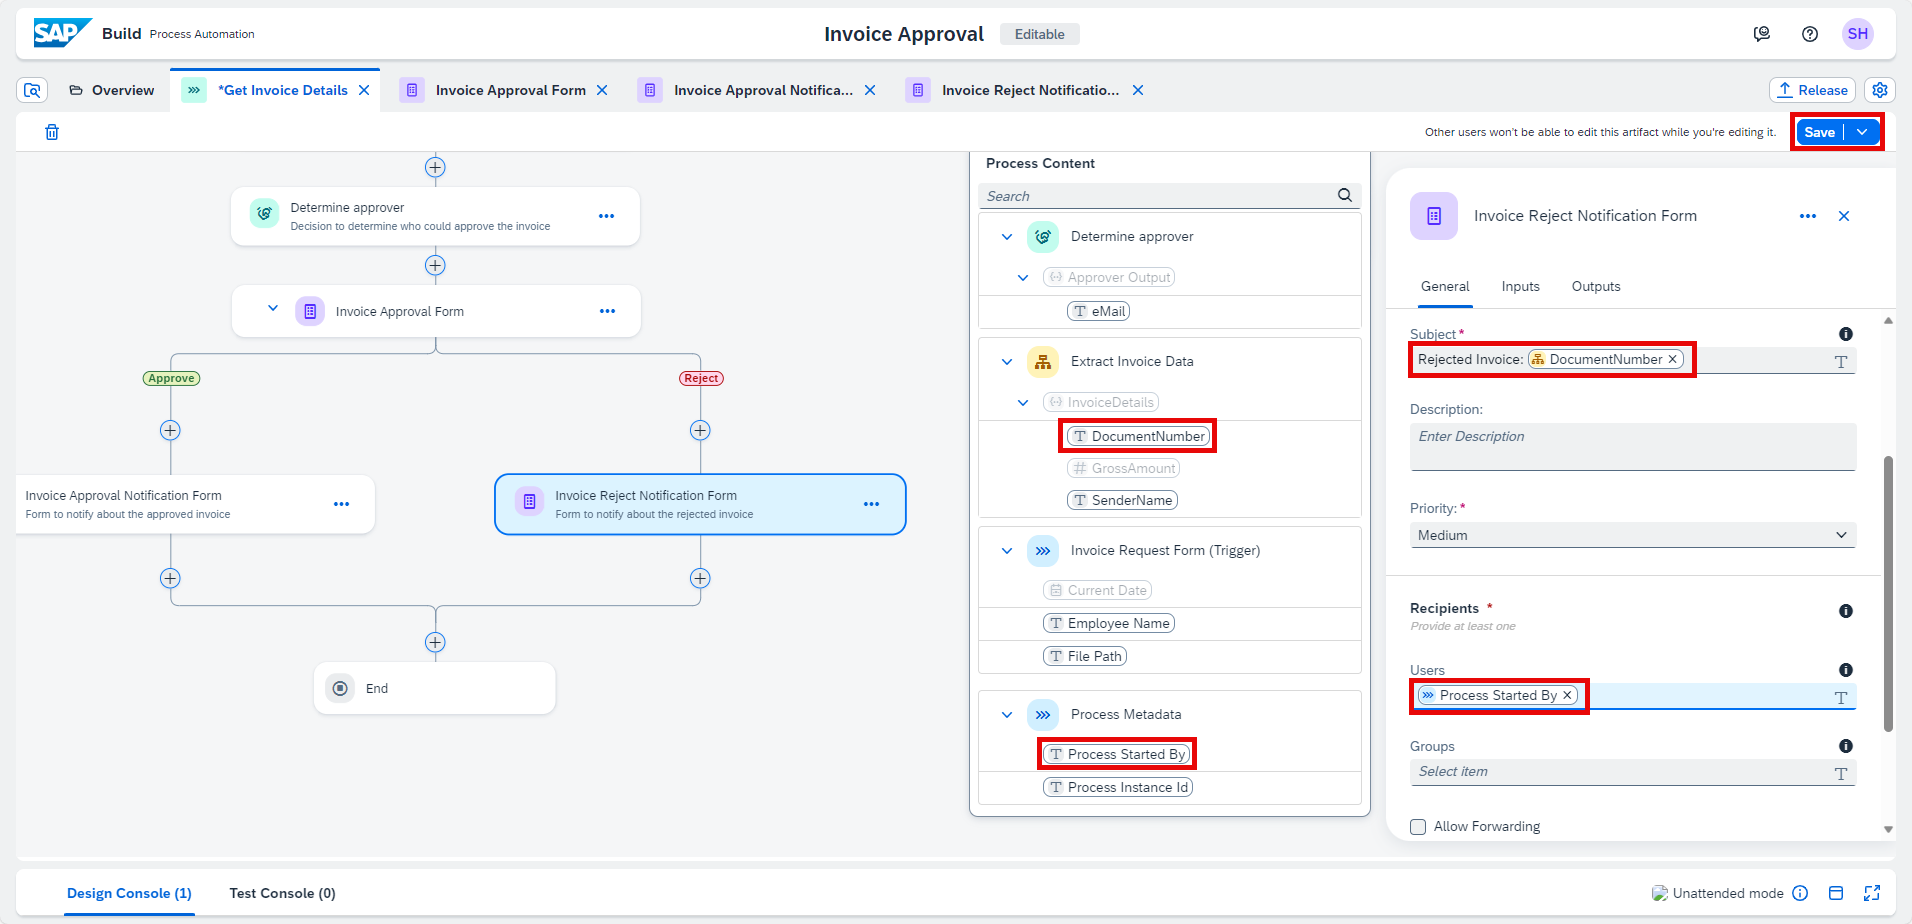 SAP Build Process Automation
Invoice Approval Editable
SH
Overview
*Get Invoice Details
Invoice Approval Form
Invoice Approval Notifica...
Invoice Reject Notificatio...
Release
Other users won't be able to edit this artifact while you're editing it.
Save
Determine approver
Decision to determine who could approve the invoice
Invoice Approval Form
Approve
Reject
Invoice Approval Notification Form
Form to notify about the approved invoice
Invoice Reject Notification Form
Form to notify about the rejected invoice
End
Process Content
Search
Determine approver
Approver Output
eMail
Extract Invoice Data
InvoiceDetails
DocumentNumber
GrossAmount
SenderName
Invoice Request Form (Trigger)
Current Date
Employee Name
File Path
Process Metadata
Process Started By
Process Instance Id
Invoice Reject Notification Form
General Inputs Outputs
Subject*
Rejected Invoice: DocumentNumber
Description:
Enter Description
Priority:*
Medium
Recipients *
Provide at least one
Users
Process Started By
Groups
Select item
Allow Forwarding
Design Console (1)
Test Console (0)
Unattended mode